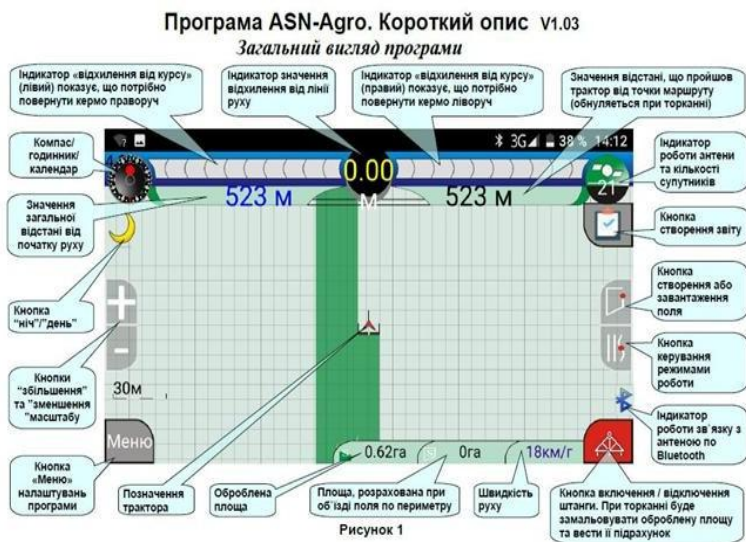 Програма ASN-Agro. Короткий опис V1.03
Загальний вигляд програми
Індикатор «відхилення від курсу»
(лівий) показує, що потрібно
повернути кермо праворуч
Індикатор значення
відхилення від лінії
руху
Індикатор «відхилення від курсу»
(правий) показує, що потрібно
повернути кермо ліворуч
Значення відстані, що пройшов
трактор від точки маршруту
(обнуляється при торканні)
Компас/
годинник/
календар
3G 38 % 14:12
0.00
М
21
523 М
523 М
Індикатор
роботи антени
та кількості
супутників
Значення
загальної
відстані від
початку руху
Кнопка
створення звіту
Кнопка
"ніч"/"день"
Кнопка
створення або
завантаження
поля
Кнопки
"збільшення"
та "зменшення
"масштабу
+
-
30м
Кнопка
керування
режимами
роботи
Індикатор
роботи зв'язку з
антеною по
Bluetooth
Меню
0.62га
0га
18км/г
Кнопка
«Меню»
налаштувань
програми
Позначення
трактора
Оброблена
площа
Площа, розрахована при
об'їзді поля по периметру
Швидкість
руху
Кнопка включення / відключення
штанги. При торканні буде
замальовувати оброблену площу
та вести її підрахунок
Рисунок 1